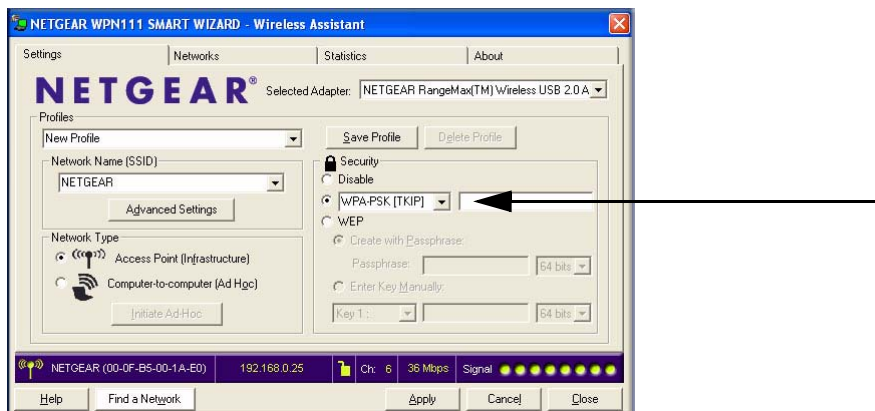 NETGEAR WPN111 SMART WIZARD - Wireless Assistant
Settings Networks Statistics About
NETGEAR® Selected Adapter: NETGEAR RangeMax(TM) Wireless USB 2.0 A
Profiles
New Profile Save Profile Delete Profile
Network Name (SSID) Security
NETGEAR Disable
WPA-PSK [TKIP]
Advanced Settings WEP
Network Type Create with Passphrase:
Access Point (Infrastructure) Passphrase: 64 bits
Computer-to-computer (Ad Hoc) Enter Key Manually:
Initiate Ad-Hoc Key 1 : 64 bits
NETGEAR (00-0F-B5-00-1A-E0) 192.168.0.25 Ch: 6 36 Mbps Signal
Help Find a Network Apply Cancel Close